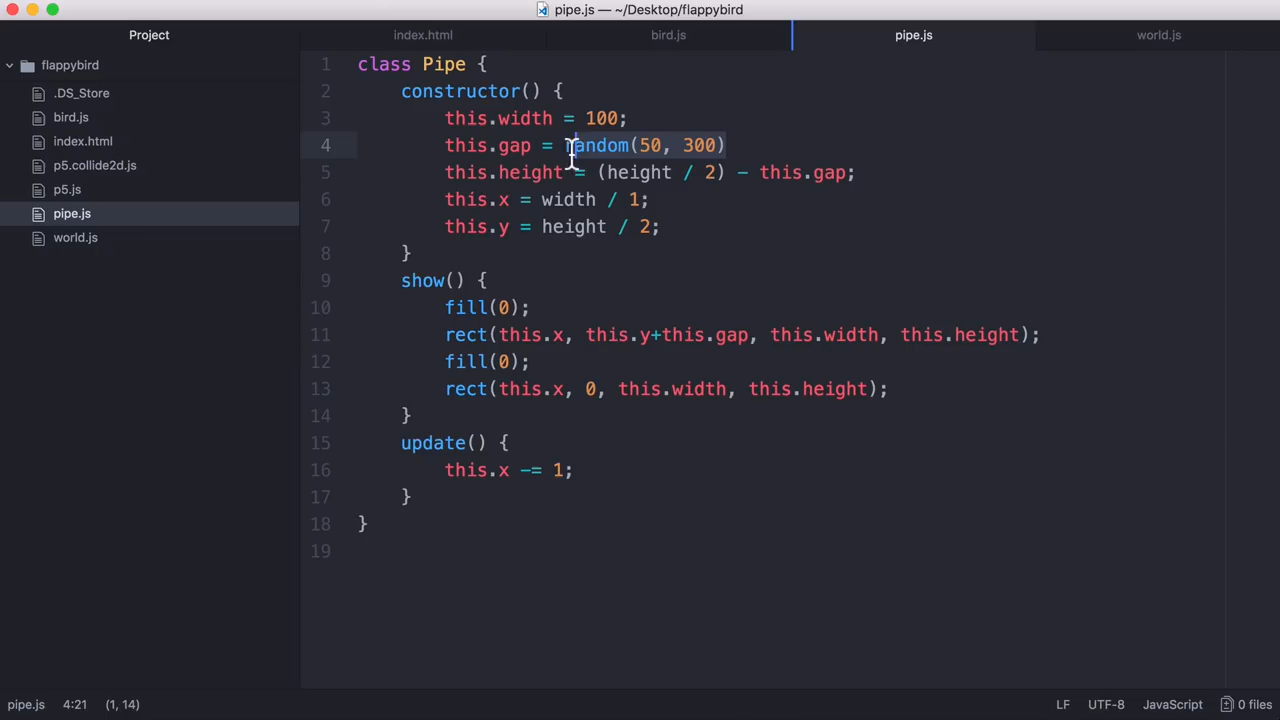 pipe.js — ~/Desktop/flappybird
Project
index.html
bird.js
pipe.js
world.js
flappybird
.DS_Store
bird.js
index.html
p5.collide2d.js
p5.js
pipe.js
world.js
1 class Pipe {
2 constructor() {
3 this.width = 100;
4 this.gap = random(50, 300)
5 this.height = (height / 2) - this.gap;
6 this.x = width / 1;
7 this.y = height / 2;
8 }
9 show() {
10 fill(0);
11 rect(this.x, this.y+this.gap, this.width, this.height);
12 fill(0);
13 rect(this.x, 0, this.width, this.height);
14 }
15 update() {
16 this.x -= 1;
17 }
18 }
19
pipe.js 4:21 (1, 14) LF UTF-8 JavaScript 0 files